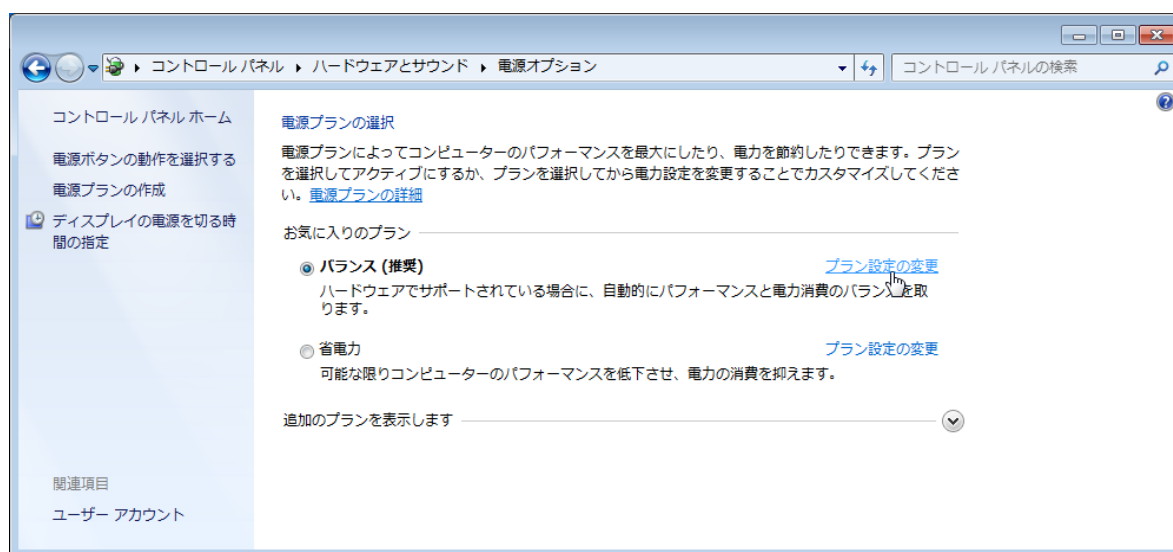 コントロール パネル ▸ ハードウェアとサウンド ▸ 電源オプション
コントロール パネルの検索
コントロール パネル ホーム
電源ボタンの動作を選択する
電源プランの作成
ディスプレイの電源を切る時
間の指定
電源プランの選択
電源プランによってコンピューターのパフォーマンスを最大にしたり、電力を節約したりできます。プラン
を選択してアクティブにするか、プランを選択してから電力設定を変更することでカスタマイズしてくださ
い。電源プランの詳細
お気に入りのプラン
バランス (推奨) プラン設定の変更
ハードウェアでサポートされている場合に、自動的にパフォーマンスと電力消費のバランスを取
ります。
省電力 プラン設定の変更
可能な限りコンピューターのパフォーマンスを低下させ、電力の消費を抑えます。
追加のプランを表示します
関連項目
ユーザー アカウント